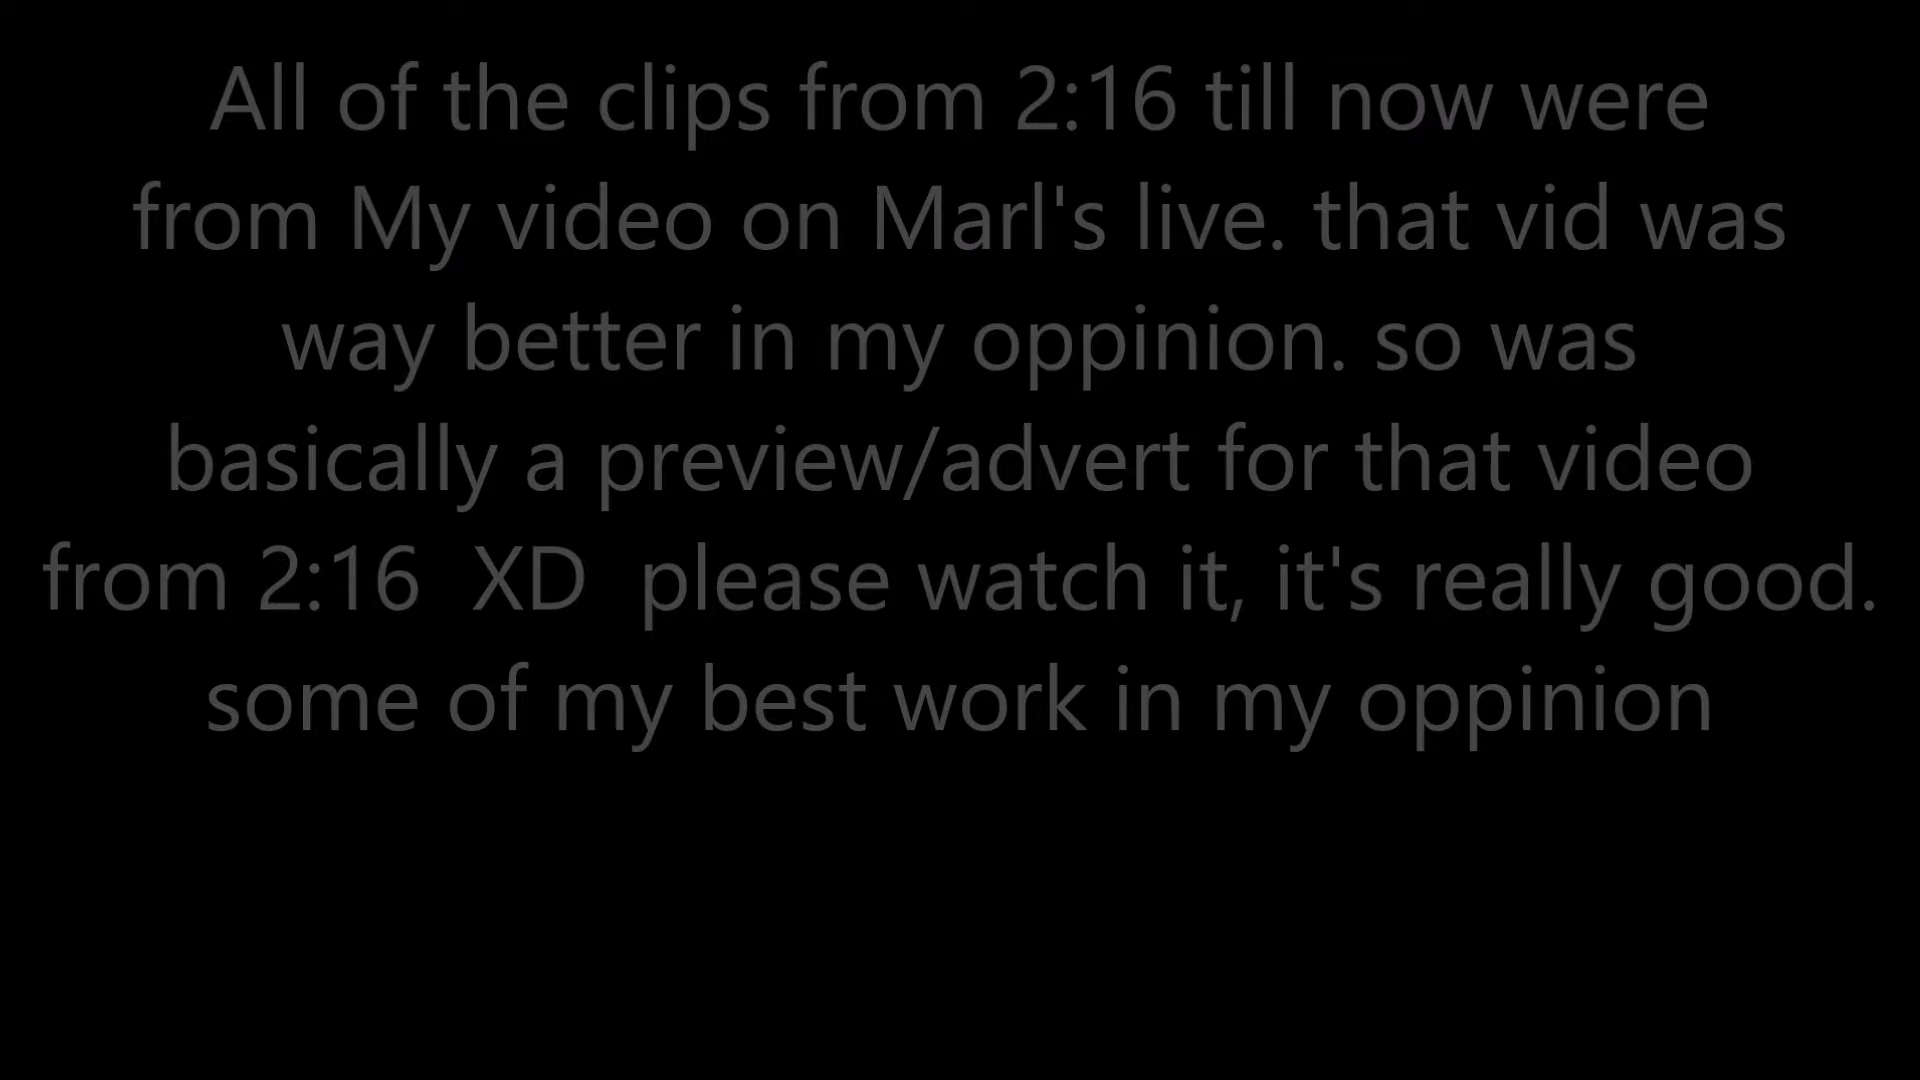 All of the clips from 2:16 till now were
from My video on Marl's live. that vid was
way better in my oppinion. so was
basically a preview/advert for that video
from 2:16  XD  please watch it, it's really good.
some of my best work in my oppinion